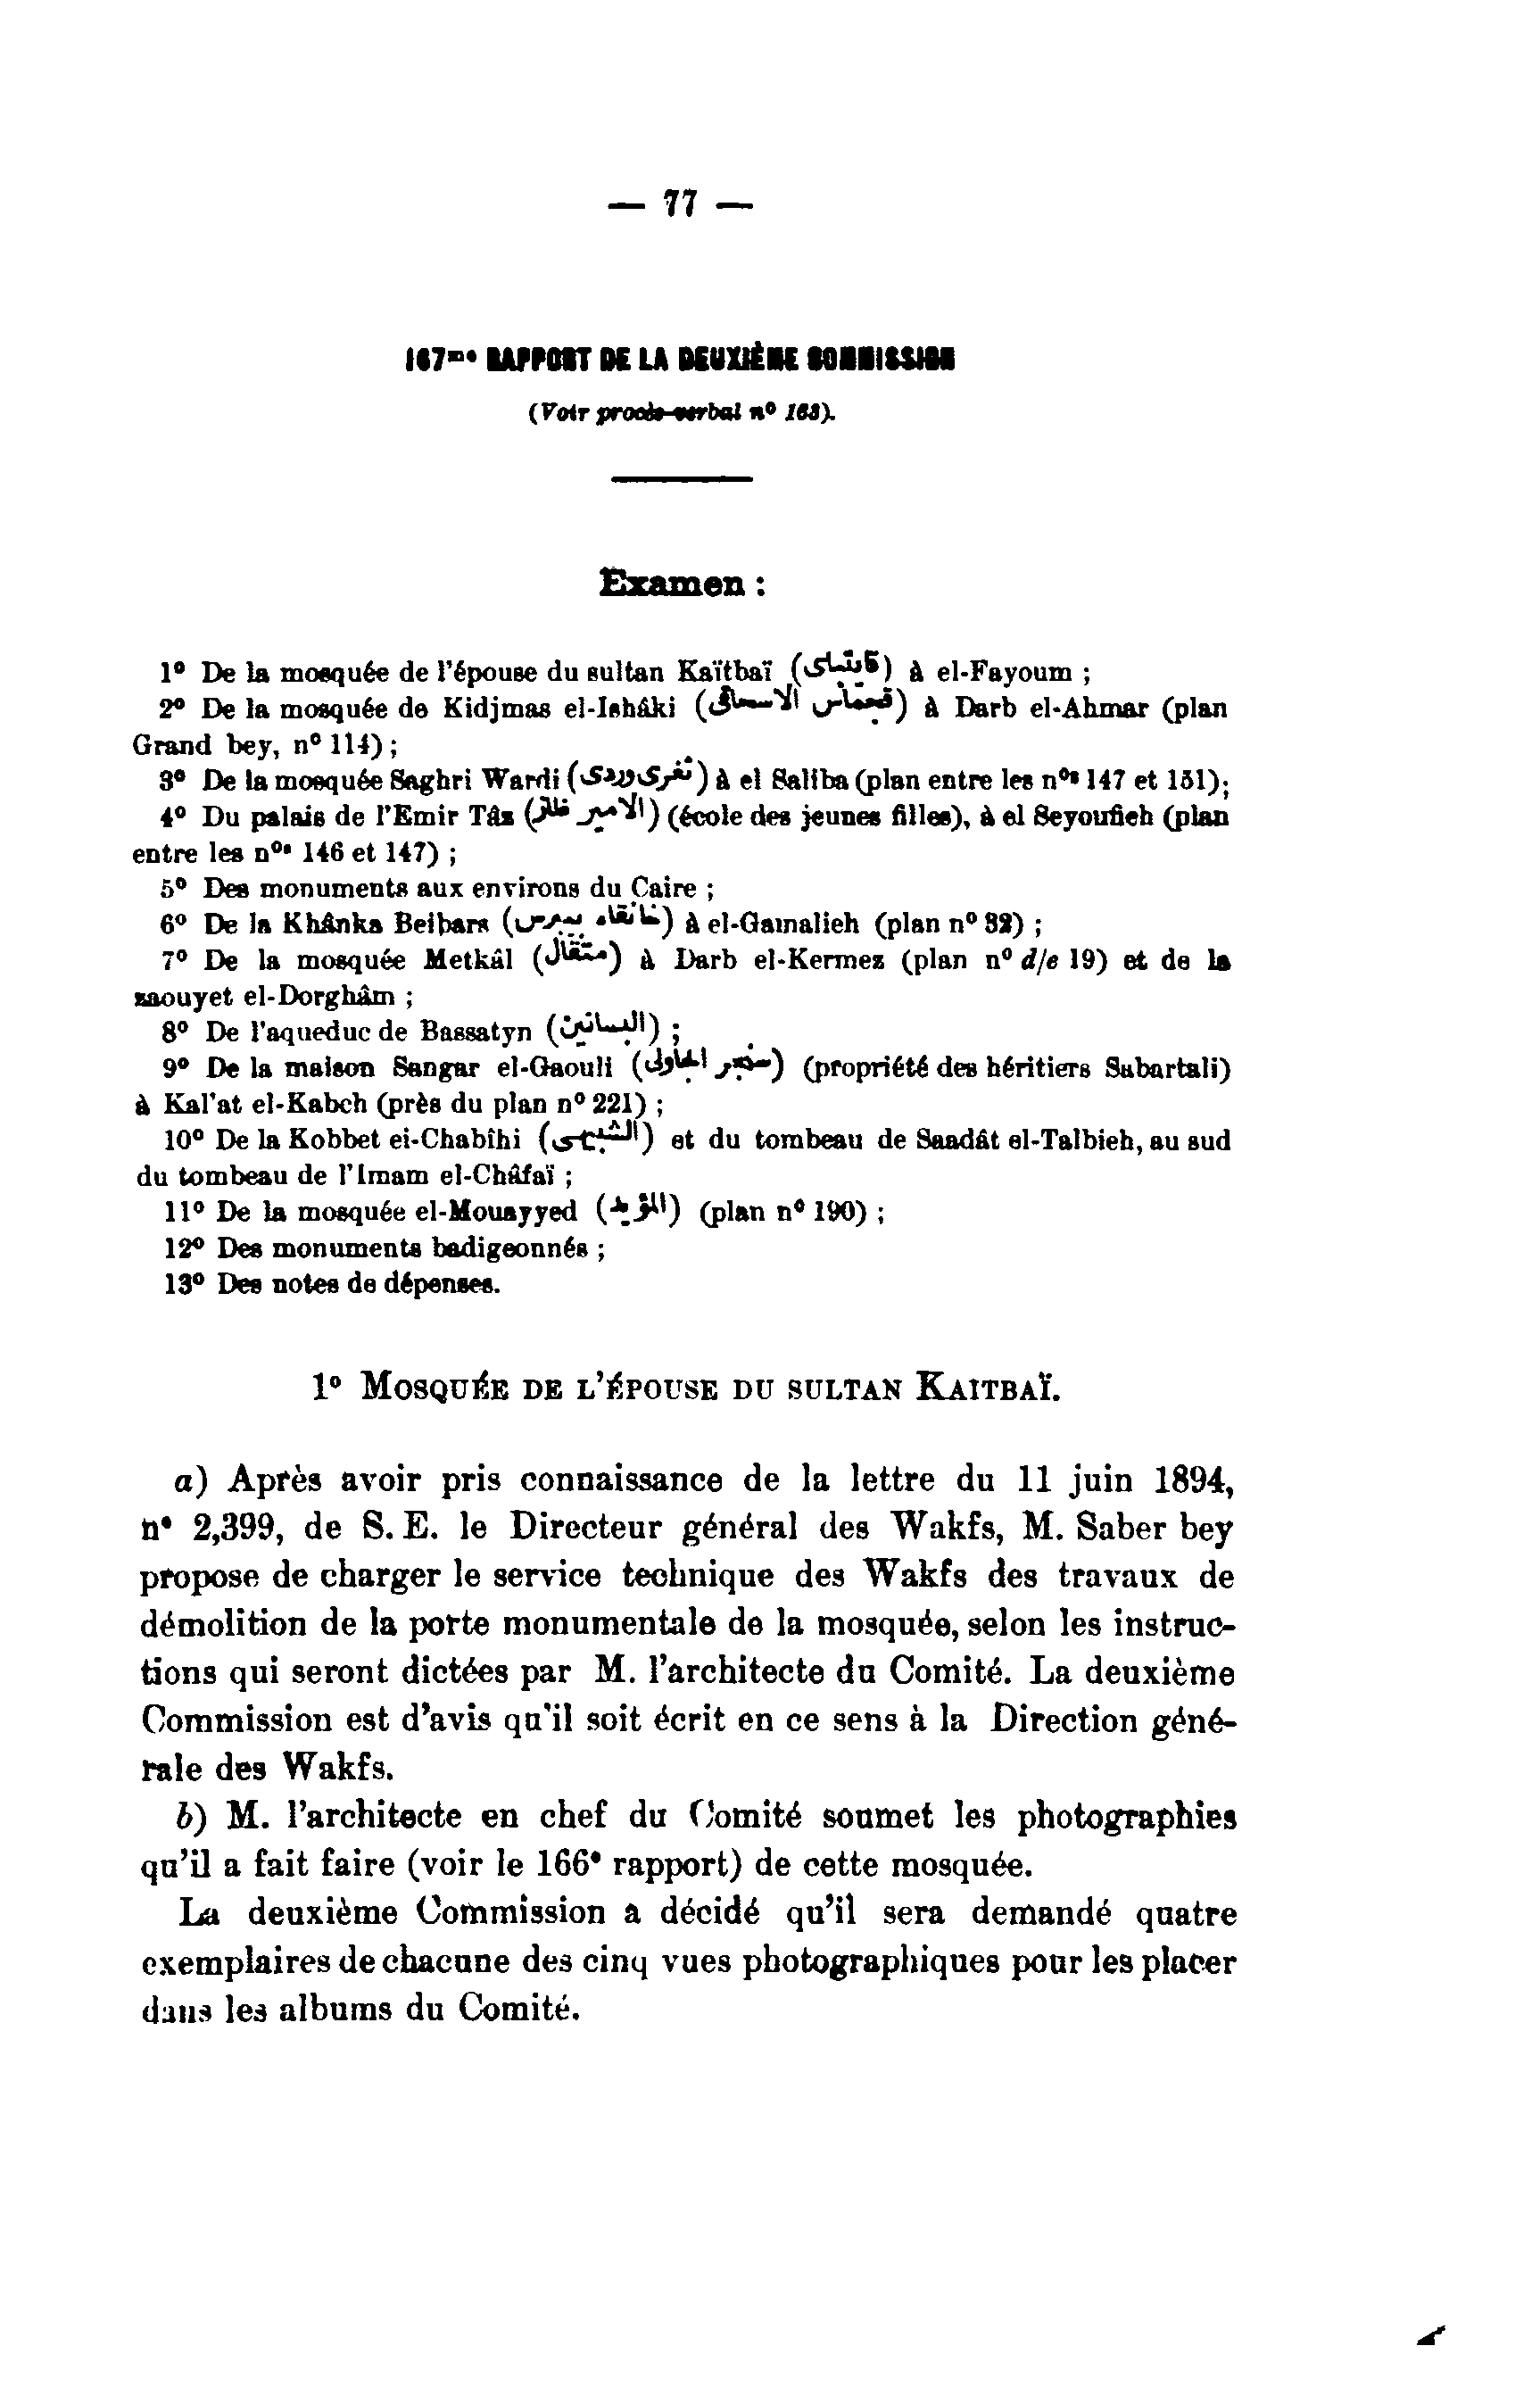 — 77 —
167me RAPPORT DE LA DEUXIÈME COMMISSION
(Voir procès-verbal n° 163).
Examen :
1° De la mosquée de l'épouse du sultan Kaïtbaï (قايتباى) à el-Fayoum ;
2° De la mosquée de Kidjmas el-Ishâki (قجماس الاسحاقى) à Darb el-Ahmar (plan
Grand bey, n° 114) ;
3° De la mosquée Saghri Wardi (تغرى وردى) à el Saliba (plan entre les nos 147 et 151);
4° Du palais de l'Emir Tâz (الامير طاز) (école des jeunes filles), à el Seyoufieh (plan
entre les nos 146 et 147) ;
5° Des monuments aux environs du Caire ;
6° De la Khânka Beibars (خانقاه بيبرس) à el-Gamalieh (plan n° 32) ;
7° De la mosquée Metkâl (متقال) à Darb el-Kermez (plan n° d/e 19) et de la
zaouyet el-Dorghâm ;
8° De l'aqueduc de Bassatyn (البساتين) ;
9° De la maison Sangar el-Gaouli (سنجر الجاولى) (propriété des héritiers Subartali)
à Kal'at el-Kabch (près du plan n° 221) ;
10° De la Kobbet el-Chabîhi (الشبيهى) et du tombeau de Saadât el-Talbieh, au sud
du tombeau de l'Imam el-Châfaï ;
11° De la mosquée el-Mouayyed (المؤيد) (plan n° 190) ;
12° Des monuments badigeonnés ;
13° Des notes de dépenses.
1° MOSQUÉE DE L'ÉPOUSE DU SULTAN KAITBAÏ.
a) Après avoir pris connaissance de la lettre du 11 juin 1894,
n° 2,399, de S. E. le Directeur général des Wakfs, M. Saber bey
propose de charger le service technique des Wakfs des travaux de
démolition de la porte monumentale de la mosquée, selon les instruc-
tions qui seront dictées par M. l'architecte du Comité. La deuxième
Commission est d'avis qu'il soit écrit en ce sens à la Direction géné-
rale des Wakfs.
b) M. l'architecte en chef du Comité soumet les photographies
qu'il a fait faire (voir le 166e rapport) de cette mosquée.
La deuxième Commission a décidé qu'il sera demandé quatre
exemplaires de chacune des cinq vues photographiques pour les placer
dans les albums du Comité.